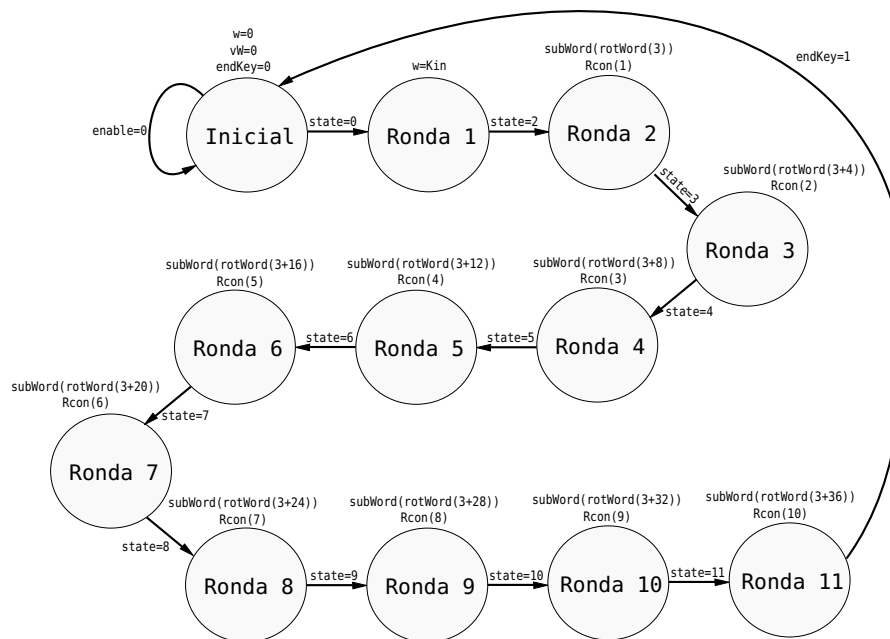 w=0
vW=0
endKey=0
enable=0
Inicial
state=0
w=Kin
Ronda 1
state=2
subWord(rotWord(3))
Rcon(1)
Ronda 2
endKey=1
state=3
subWord(rotWord(3+4))
Rcon(2)
Ronda 3
state=4
subWord(rotWord(3+8))
Rcon(3)
Ronda 4
state=5
subWord(rotWord(3+12))
Rcon(4)
Ronda 5
state=6
subWord(rotWord(3+16))
Rcon(5)
Ronda 6
state=7
subWord(rotWord(3+20))
Rcon(6)
Ronda 7
state=8
subWord(rotWord(3+24))
Rcon(7)
Ronda 8
state=9
subWord(rotWord(3+28))
Rcon(8)
Ronda 9
state=10
subWord(rotWord(3+32))
Rcon(9)
Ronda 10
state=11
subWord(rotWord(3+36))
Rcon(10)
Ronda 11